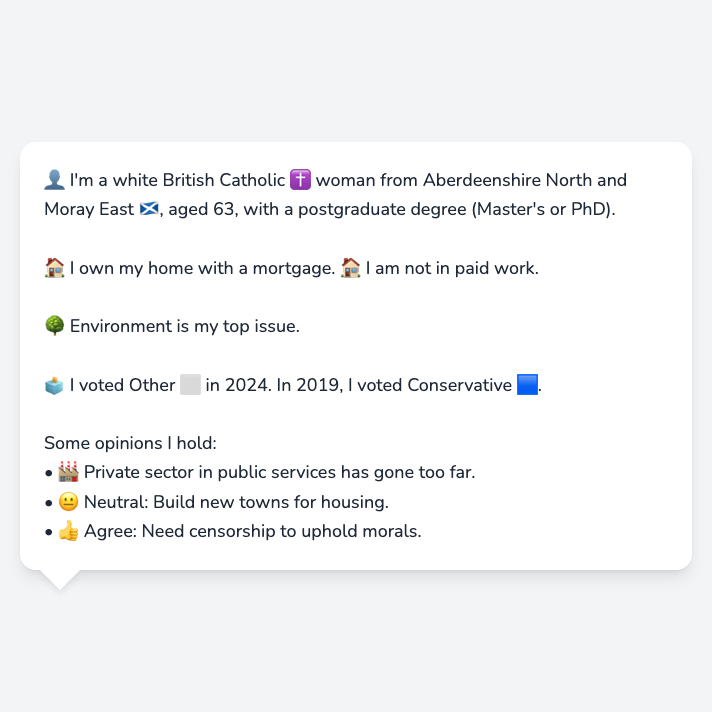 👤 I'm a white British Catholic ✝️ woman from Aberdeenshire North and
Moray East 🏴󠁧󠁢󠁳󠁣󠁴󠁿, aged 63, with a postgraduate degree (Master's or PhD).
🏠 I own my home with a mortgage. 🏠 I am not in paid work.
🌳 Environment is my top issue.
🗳️ I voted Other ⬜ in 2024. In 2019, I voted Conservative 🟦.
Some opinions I hold:
• 🏭 Private sector in public services has gone too far.
• 😐 Neutral: Build new towns for housing.
• 👍 Agree: Need censorship to uphold morals.